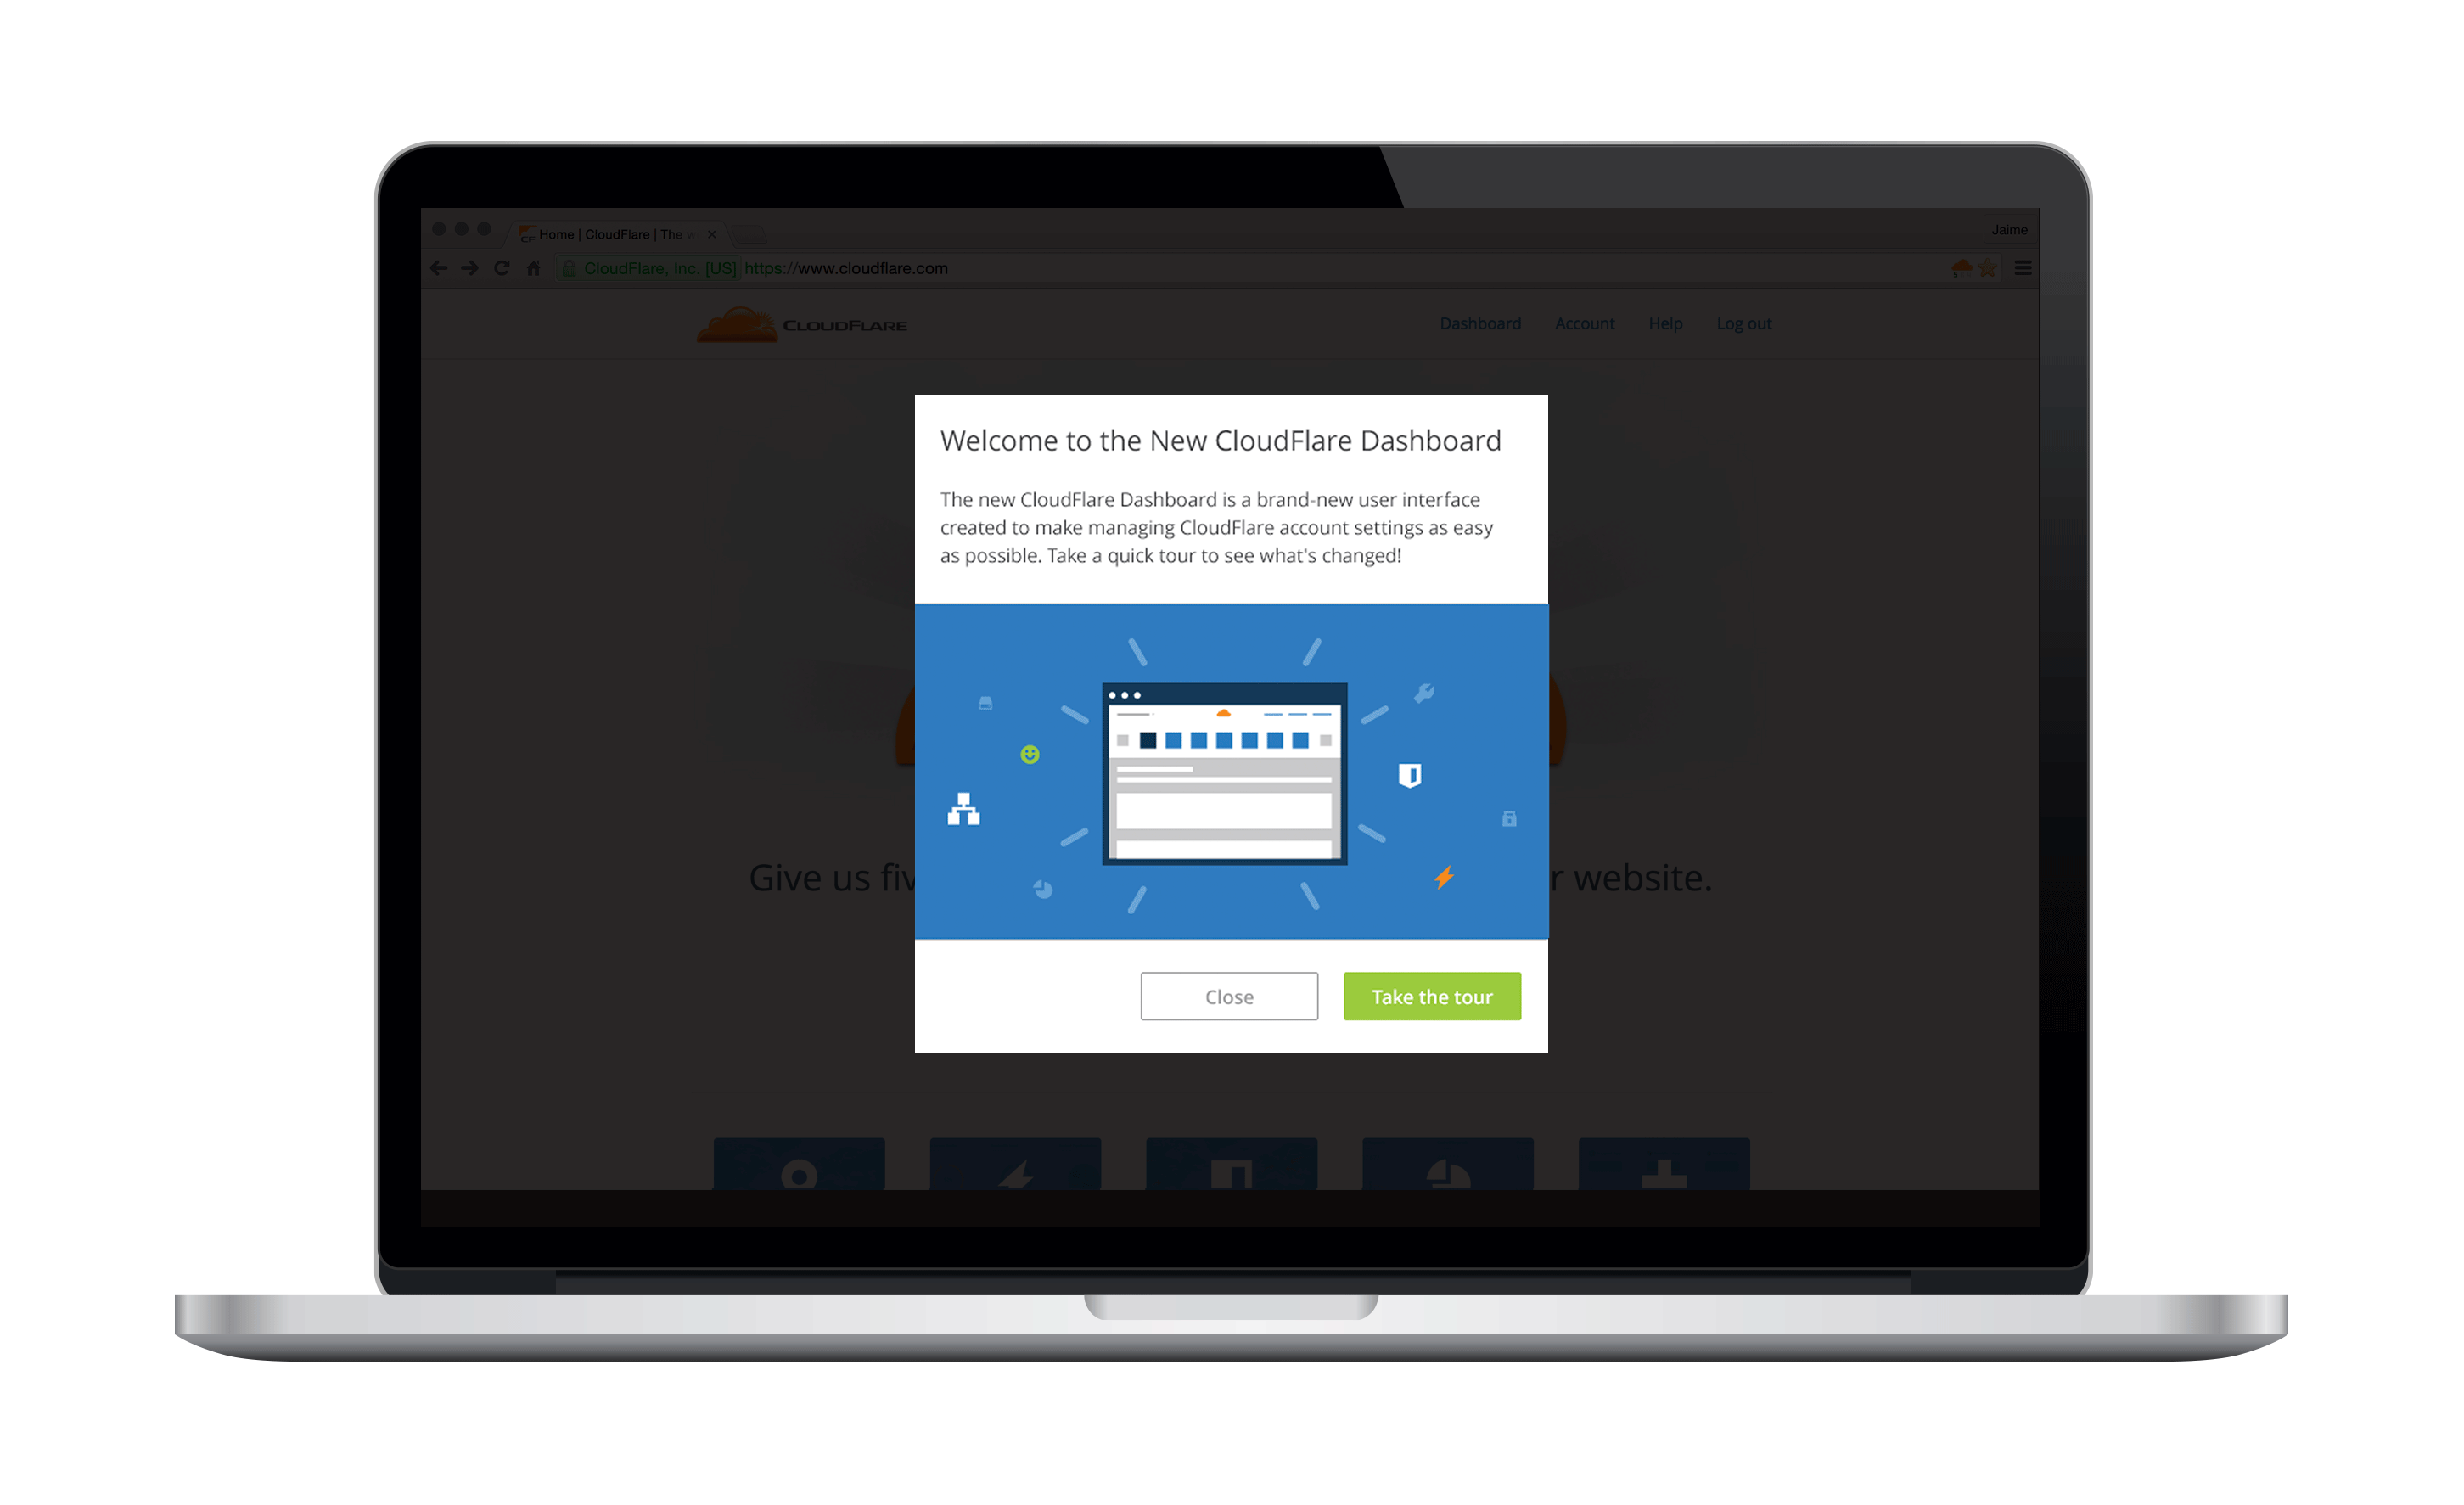 Home | CloudFlare | The w
Jaime
CloudFlare, Inc. [US] https://www.cloudflare.com
CLOUDFLARE
Dashboard Account Help Log out
Welcome to the New CloudFlare Dashboard
The new CloudFlare Dashboard is a brand-new user interface
created to make managing CloudFlare account settings as easy
as possible. Take a quick tour to see what's changed!
Give us fiv r website.
Close Take the tour